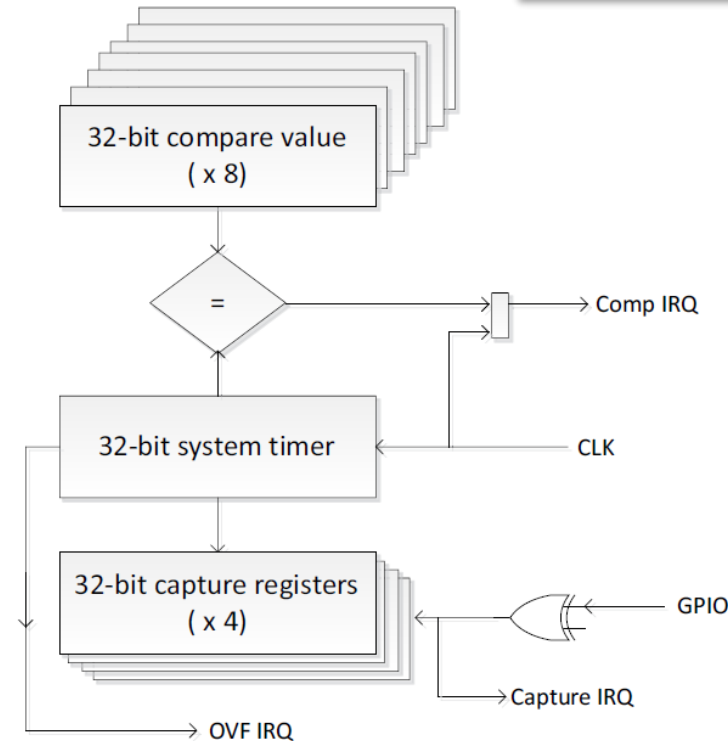 32-bit compare value
( x 8)
=
Comp IRQ
32-bit system timer
CLK
32-bit capture registers
( x 4)
GPIO
Capture IRQ
OVF IRQ